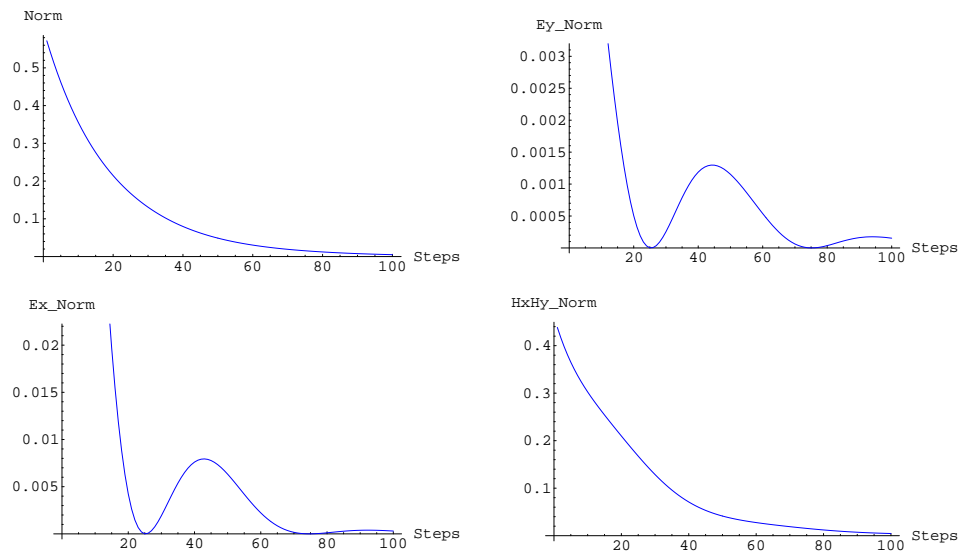 Norm
0.5
0.4
0.3
0.2
0.1
20 40 60 80 100 Steps
Ey_Norm
0.003
0.0025
0.002
0.0015
0.001
0.0005
20 40 60 80 100 Steps
Ex_Norm
0.02
0.015
0.01
0.005
20 40 60 80 100 Steps
HxHy_Norm
0.4
0.3
0.2
0.1
20 40 60 80 100 Steps